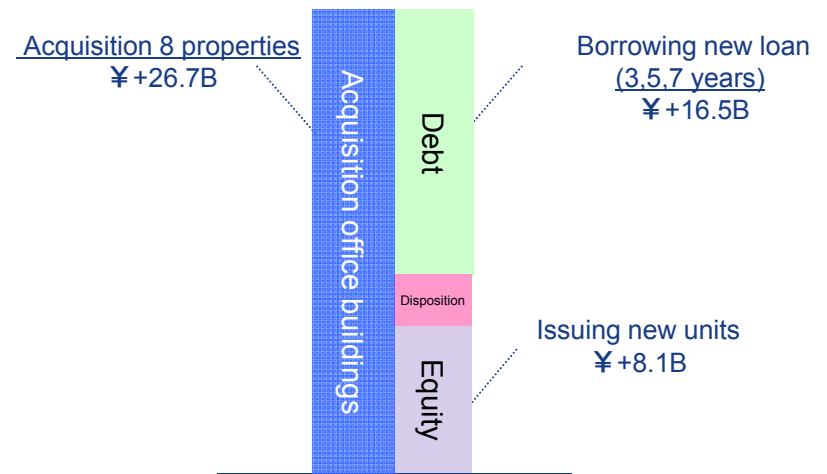 Acquisition 8 properties
¥+26.7B
Acquisition office buildings
Debt
Disposition
Equity
Borrowing new loan
(3,5,7 years)
¥+16.5B
Issuing new units
¥+8.1B